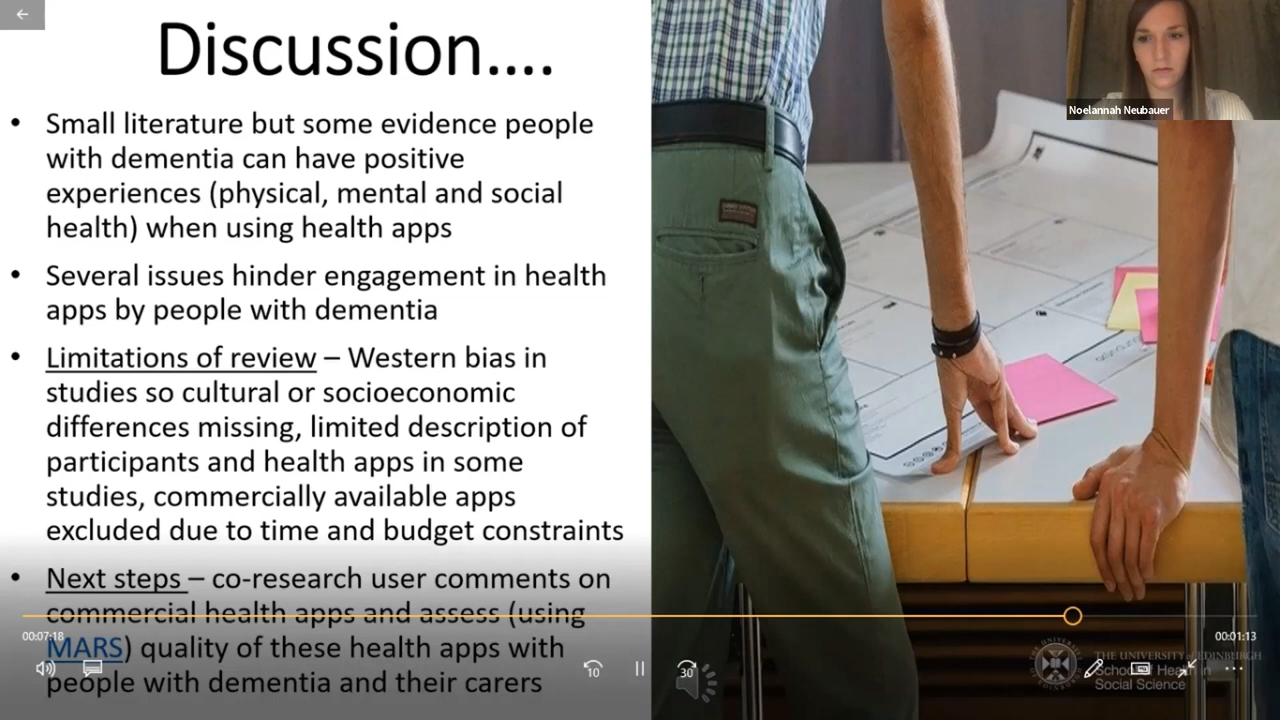 Discussion....
• Small literature but some evidence people
with dementia can have positive
experiences (physical, mental and social
health) when using health apps
• Several issues hinder engagement in health
apps by people with dementia
• Limitations of review – Western bias in
studies so cultural or socioeconomic
differences missing, limited description of
participants and health apps in some
studies, commercially available apps
excluded due to time and budget constraints
• Next steps – co-research user comments on
commercial health apps and assess (using
MARS) quality of these health apps with
people with dementia and their carers
Noelannah Neubauer
00:07:18
00:01:13
10
30
THE UNIVERSITY of EDINBURGH
School of Health in
Social Science